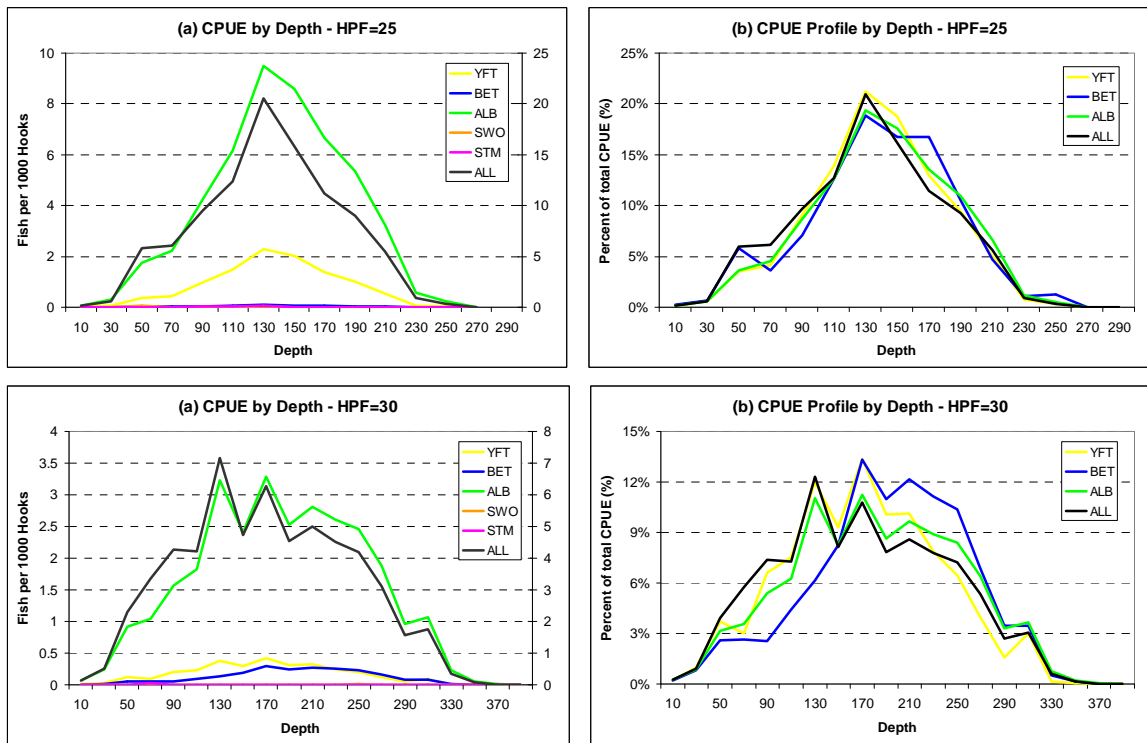 (a) CPUE by Depth - HPF=25
Fish per 1000 Hooks
10
8
6
4
2
0
25
20
15
10
5
0
YFT
BET
ALB
SWO
STM
ALL
10 30 50 70 90 110 130 150 170 190 210 230 250 270 290
Depth
(b) CPUE Profile by Depth - HPF=25
Percent of total CPUE (%)
25%
20%
15%
10%
5%
0%
YFT
BET
ALB
ALL
10 30 50 70 90 110 130 150 170 190 210 230 250 270 290
Depth
(a) CPUE by Depth - HPF=30
Fish per 1000 Hooks
4
3.5
3
2.5
2
1.5
1
0.5
0
8
7
6
5
4
3
2
1
0
YFT
BET
ALB
SWO
STM
ALL
10 50 90 130 170 210 250 290 330 370
Depth
(b) CPUE Profile by Depth - HPF=30
Percent of total CPUE (%)
15%
12%
9%
6%
3%
0%
YFT
BET
ALB
ALL
10 50 90 130 170 210 250 290 330 370
Depth